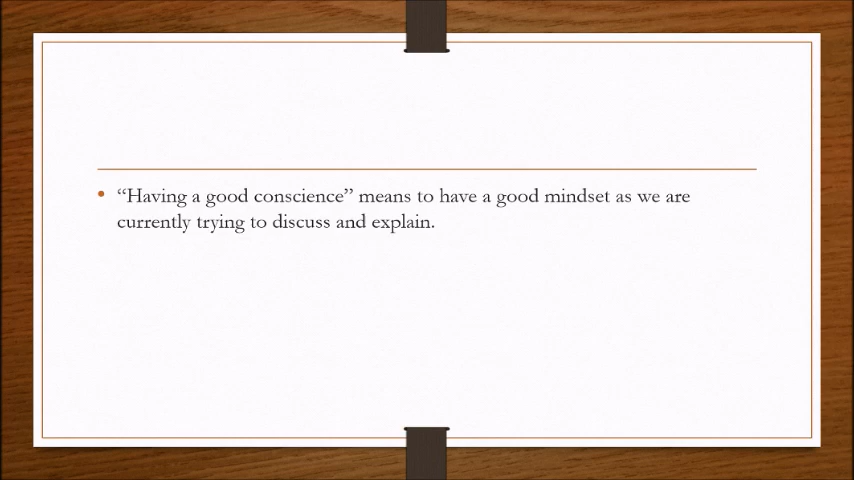 • “Having a good conscience” means to have a good mindset as we are
currently trying to discuss and explain.